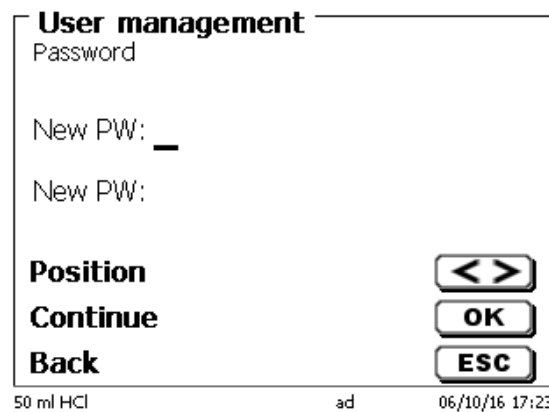 User management
Password
New PW:
New PW:
Position < >
Continue OK
Back ESC
50 ml HCl ad 06/10/16 17:23